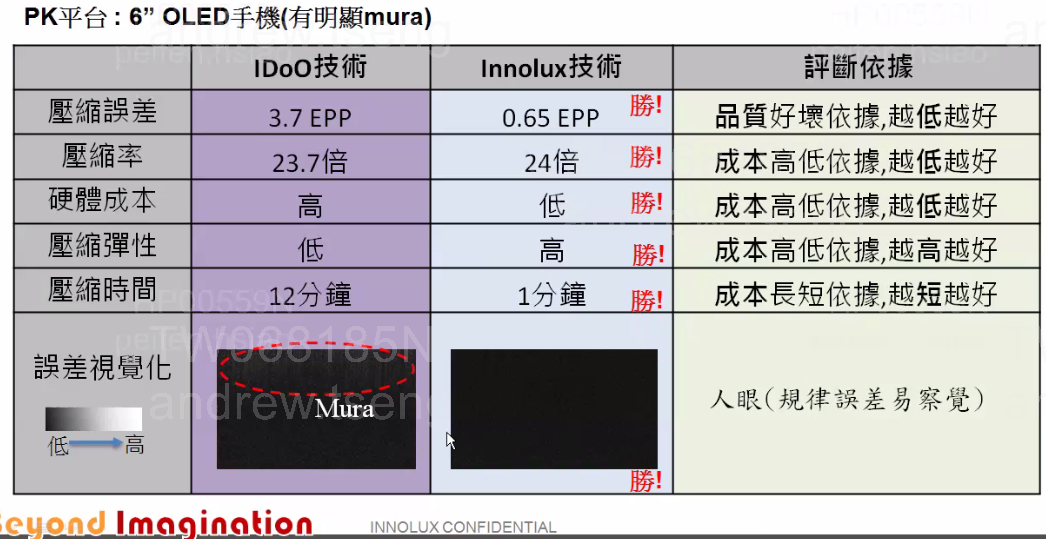 PK平台 : 6” OLED手機(有明顯mura)
IDoO技術 Innolux技術 評斷依據
壓縮誤差 3.7 EPP 0.65 EPP 勝! 品質好壞依據,越低越好
壓縮率 23.7倍 24倍 勝! 成本高低依據,越低越好
硬體成本 高 低 勝! 成本高低依據,越低越好
壓縮彈性 低 高 勝! 成本高低依據,越高越好
壓縮時間 12分鐘 1分鐘 勝! 成本長短依據,越短越好
誤差視覺化 低 高 Mura 勝! 人眼(規律誤差易察覺)
TW068185N
andrewtseng
Beyond Imagination
INNOLUX CONFIDENTIAL